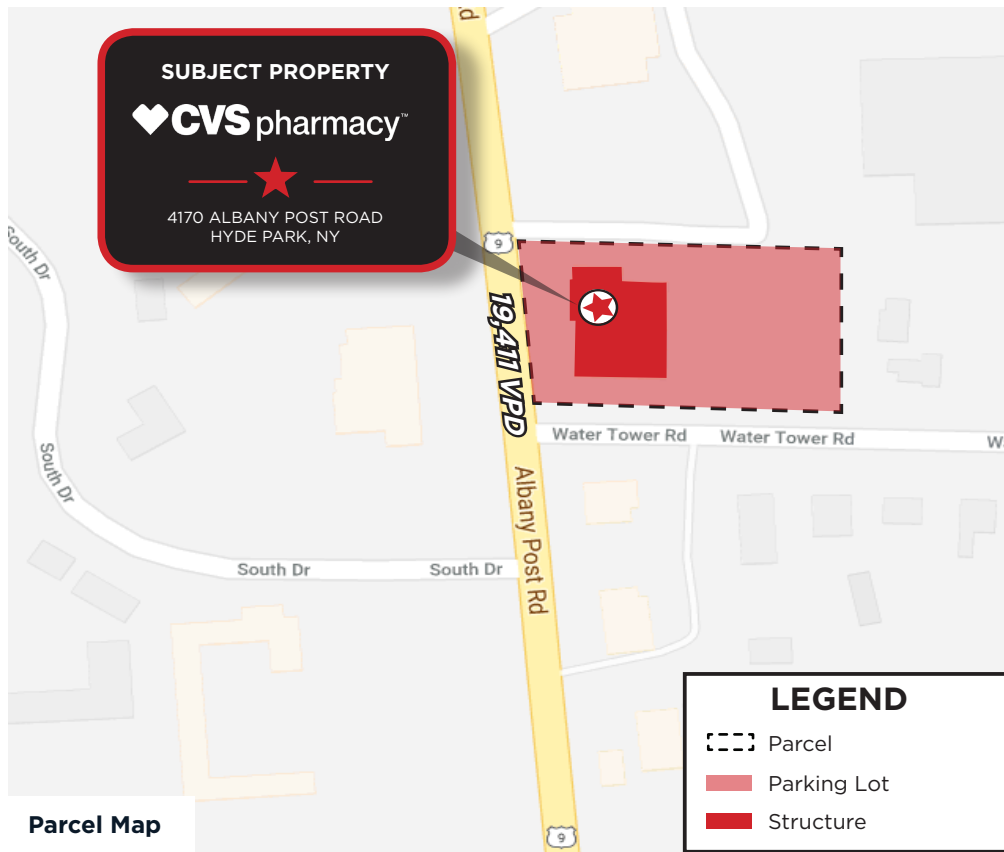 d
SUBJECT PROPERTY
CVS pharmacy™
4170 ALBANY POST ROAD
HYDE PARK, NY
9
South Dr
19,411 VPD
Water Tower Rd
Water Tower Rd
W
South Dr
Albany Post Rd
South Dr
South Dr
LEGEND
Parcel
Parking Lot
Structure
Parcel Map
9